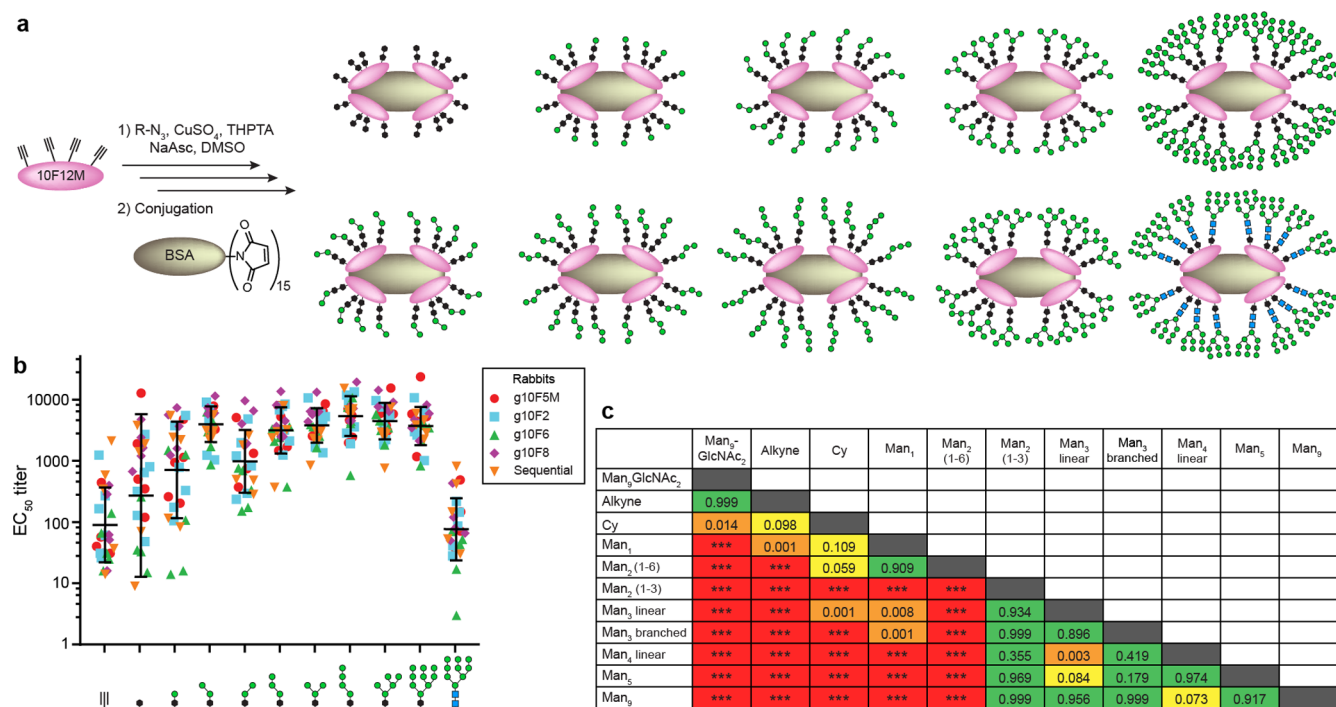 a
10F12M
1) R-N₃, CuSO₄, THPTA
NaAsc, DMSO
2) Conjugation
BSA
O
N
O
15
b
EC₅₀ titer
10000
1000
100
10
1
Rabbits
g10F5M
g10F2
g10F6
g10F8
Sequential
c
Man₉-GlcNAc₂ Alkyne Cy Man₁ Man₂ (1-6) Man₂ (1-3) Man₃ linear Man₃ branched Man₄ linear Man₅ Man₉
Man₉GlcNAc₂
Alkyne 0.999
Cy 0.014 0.098
Man₁ *** 0.001 0.109
Man₂ (1-6) *** *** 0.059 0.909
Man₂ (1-3) *** *** *** *** ***
Man₃ linear *** *** 0.001 0.008 *** 0.934
Man₃ branched *** *** *** 0.001 *** 0.999 0.896
Man₄ linear *** *** *** *** *** 0.355 0.003 0.419
Man₅ *** *** *** *** *** 0.969 0.084 0.179 0.974
Man₉ *** *** *** *** *** 0.999 0.956 0.999 0.073 0.917